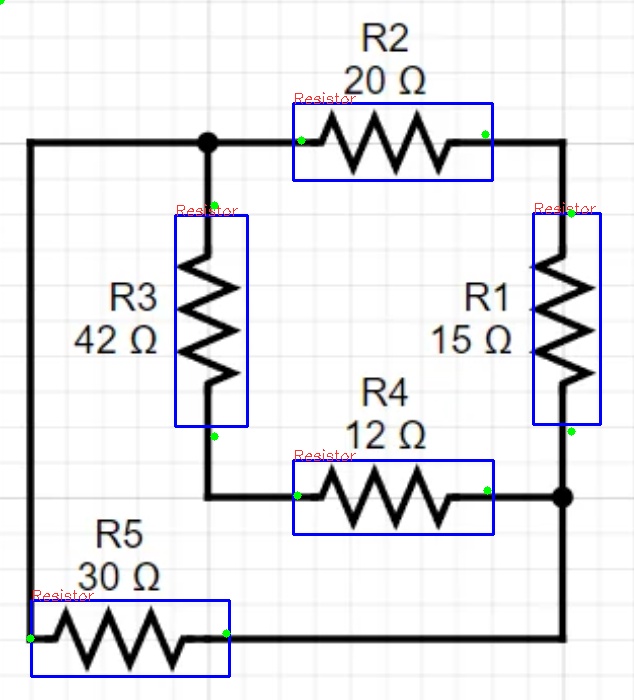 R2
20 Ω
Resistor
Resistor
Resistor
R3
42 Ω
R1
15 Ω
R4
12 Ω
Resistor
R5
30 Ω
Resistor